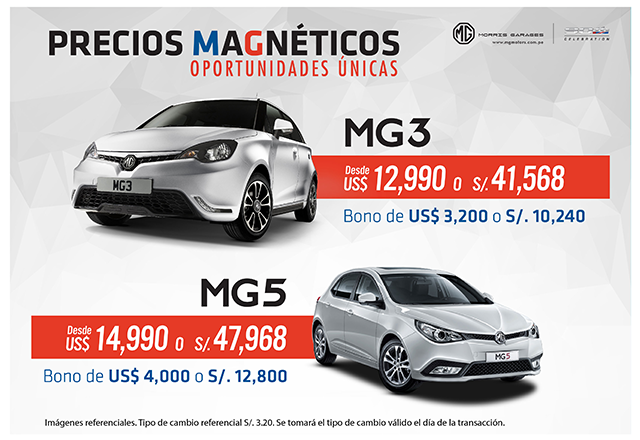 PRECIOS MAGNÉTICOS
OPORTUNIDADES ÚNICAS
MG MORRIS GARAGES
www.mgmotors.com.pe
CELEBRATION
MG3
Desde
US$ 12,990 O S/. 41,568
Bono de US$ 3,200 o S/. 10,240
MG3
MG5
Desde
US$ 14,990 O S/. 47,968
Bono de US$ 4,000 o S/. 12,800
MG5
Imágenes referenciales. Tipo de cambio referencial S/. 3.20. Se tomará el tipo de cambio válido el día de la transacción.